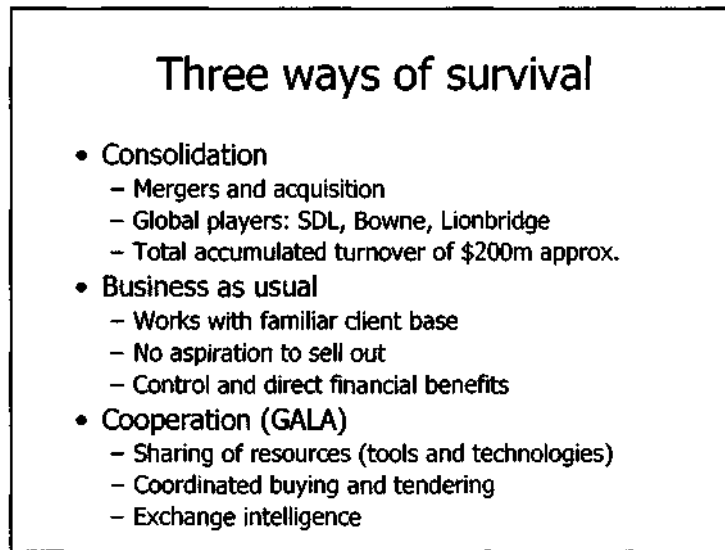 Three ways of survival
• Consolidation
– Mergers and acquisition
– Global players: SDL, Bowne, Lionbridge
– Total accumulated turnover of $200m approx.
• Business as usual
– Works with familiar client base
– No aspiration to sell out
– Control and direct financial benefits
• Cooperation (GALA)
– Sharing of resources (tools and technologies)
– Coordinated buying and tendering
– Exchange intelligence